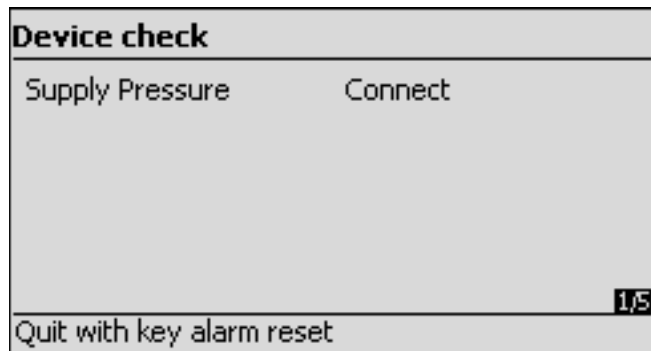 Device check
Supply Pressure Connect
1/5
Quit with key alarm reset